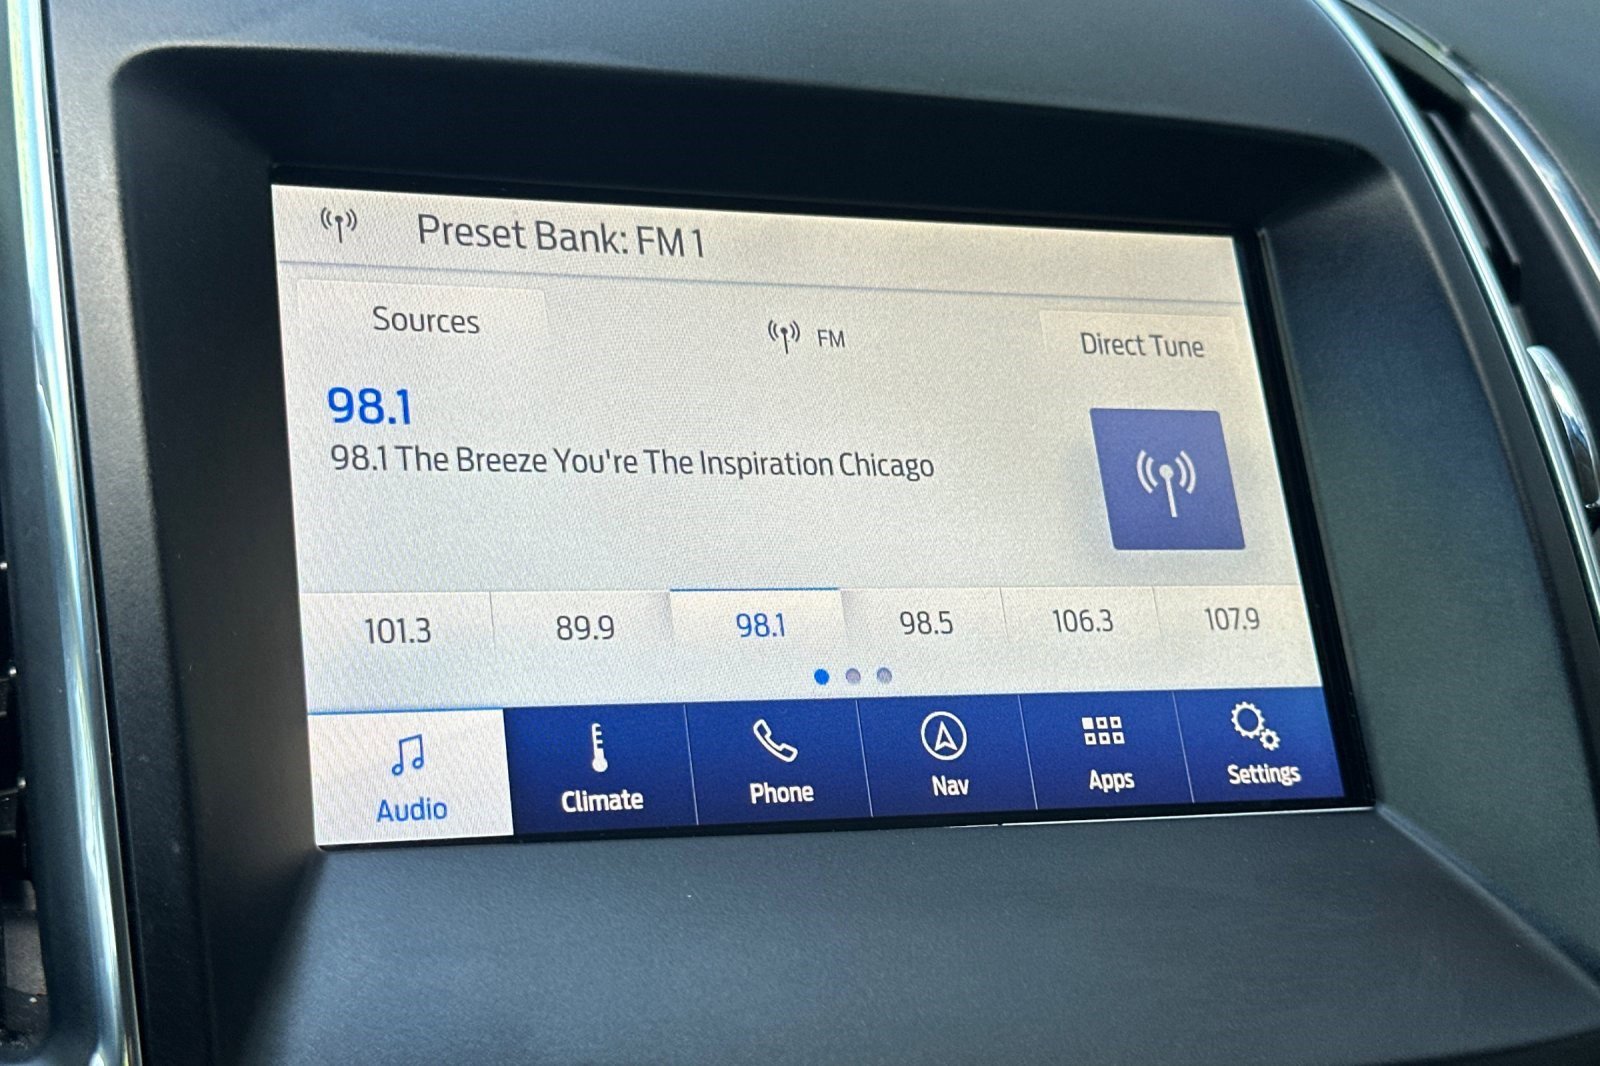 Preset Bank: FM 1
Sources
FM
Direct Tune
98.1
98.1 The Breeze You're The Inspiration Chicago
101.3 89.9 98.1 98.5 106.3 107.9
Audio Climate Phone Nav Apps Settings